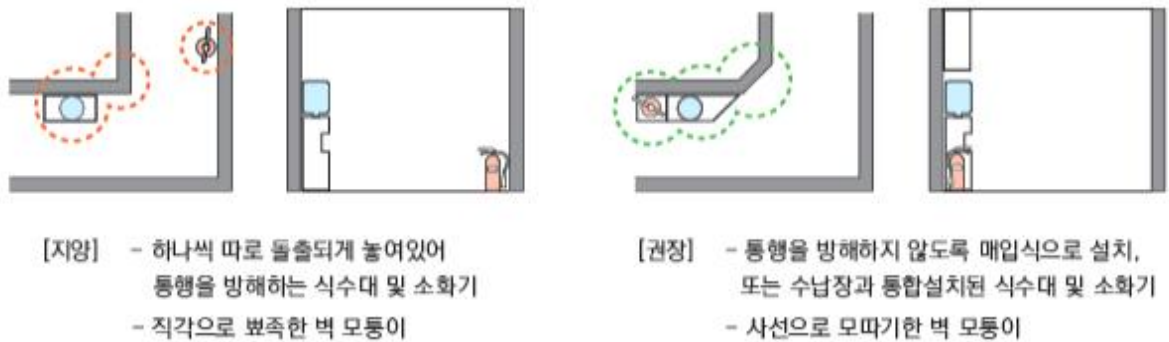 [지양] - 하나씩 따로 돌출되게 놓여있어
통행을 방해하는 식수대 및 소화기
- 직각으로 뾰족한 벽 모퉁이
[권장] - 통행을 방해하지 않도록 매입식으로 설치,
또는 수납장과 통합설치된 식수대 및 소화기
- 사선으로 모따기한 벽 모퉁이